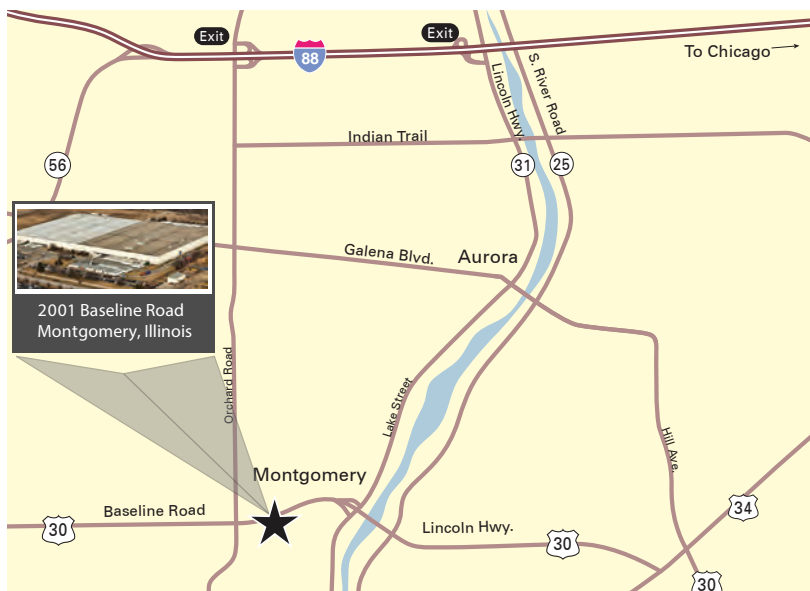 Exit
Exit
88
To Chicago
Lincoln Hwy.
S. River Road
Indian Trail
56
31
25
Galena Blvd.
Aurora
2001 Baseline Road
Montgomery, Illinois
Orchard Road
Lake Street
Hill Ave.
Montgomery
Baseline Road
30
Lincoln Hwy.
30
34
30